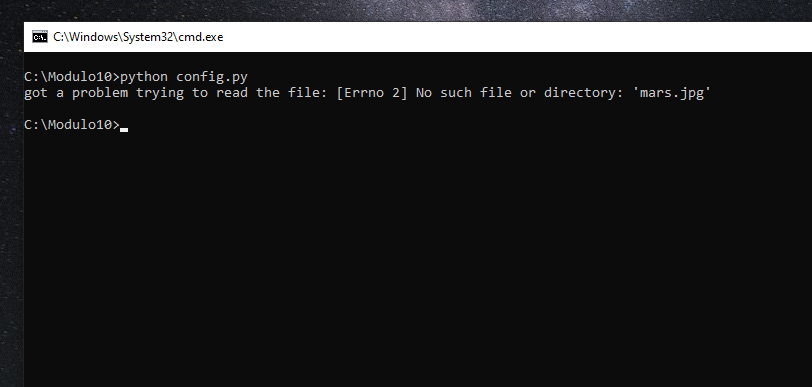 C:\Windows\System32\cmd.exe
C:\Modulo10>python config.py
got a problem trying to read the file: [Errno 2] No such file or directory: 'mars.jpg'
C:\Modulo10>